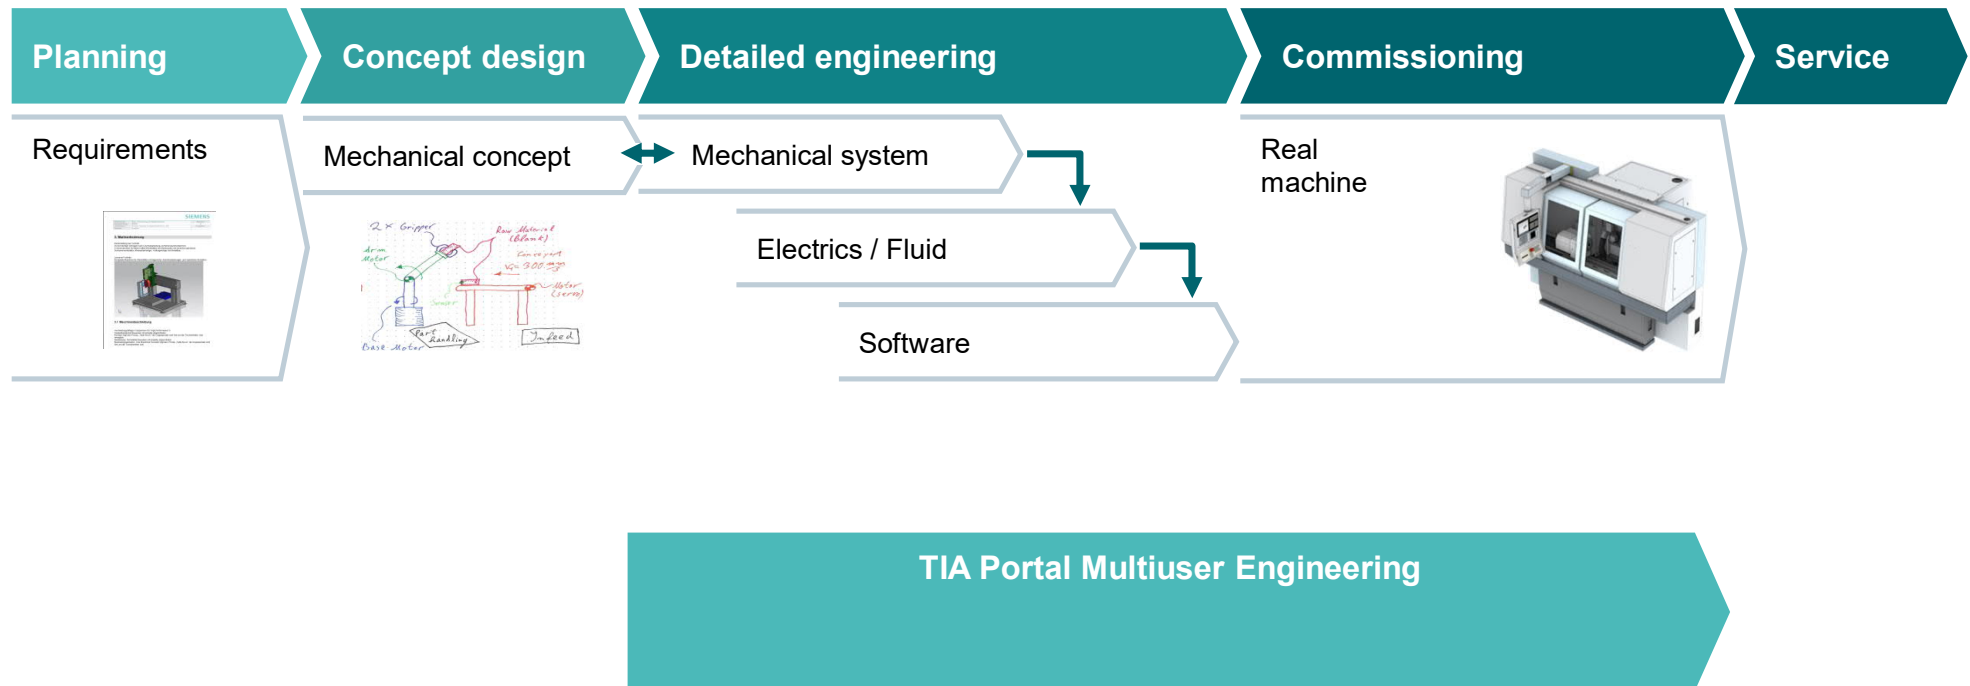 Planning
Concept design
Detailed engineering
Commissioning
Service
Requirements
Mechanical concept
Mechanical system
Real
machine
SIEMENS
2 x Gripper
Raw Material
(Blank)
Arm
Motor
Sensor
Motor
(servo)
Base-Motor
Part
handling
Infeed
Electrics / Fluid
Software
TIA Portal Multiuser Engineering